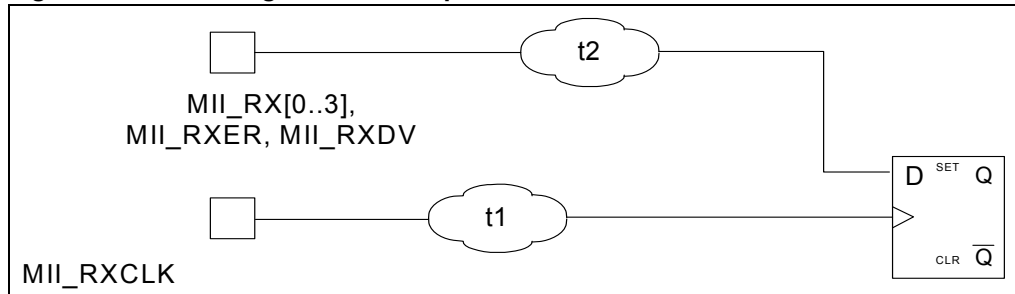 t2
MII_RX[0..3],
MII_RXER, MII_RXDV
D SET Q
t1
CLR Q
MII_RXCLK